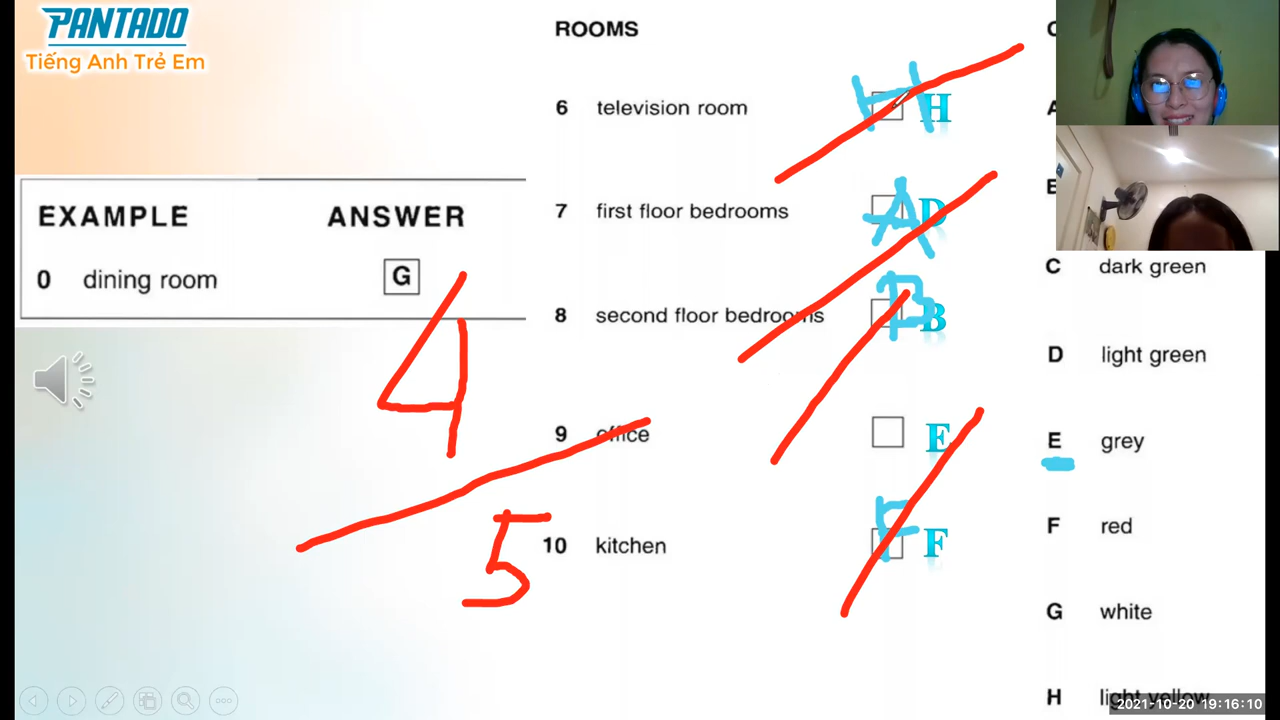 PANTADO
Tiếng Anh Trẻ Em
EXAMPLE ANSWER
0 dining room G
4
5
ROOMS
6 television room H H
7 first floor bedrooms A D
8 second floor bedrooms B B
9 office E
10 kitchen F F
C dark green
D light green
E grey
F red
G white
H light yellow
2021-10-20 19:16:10